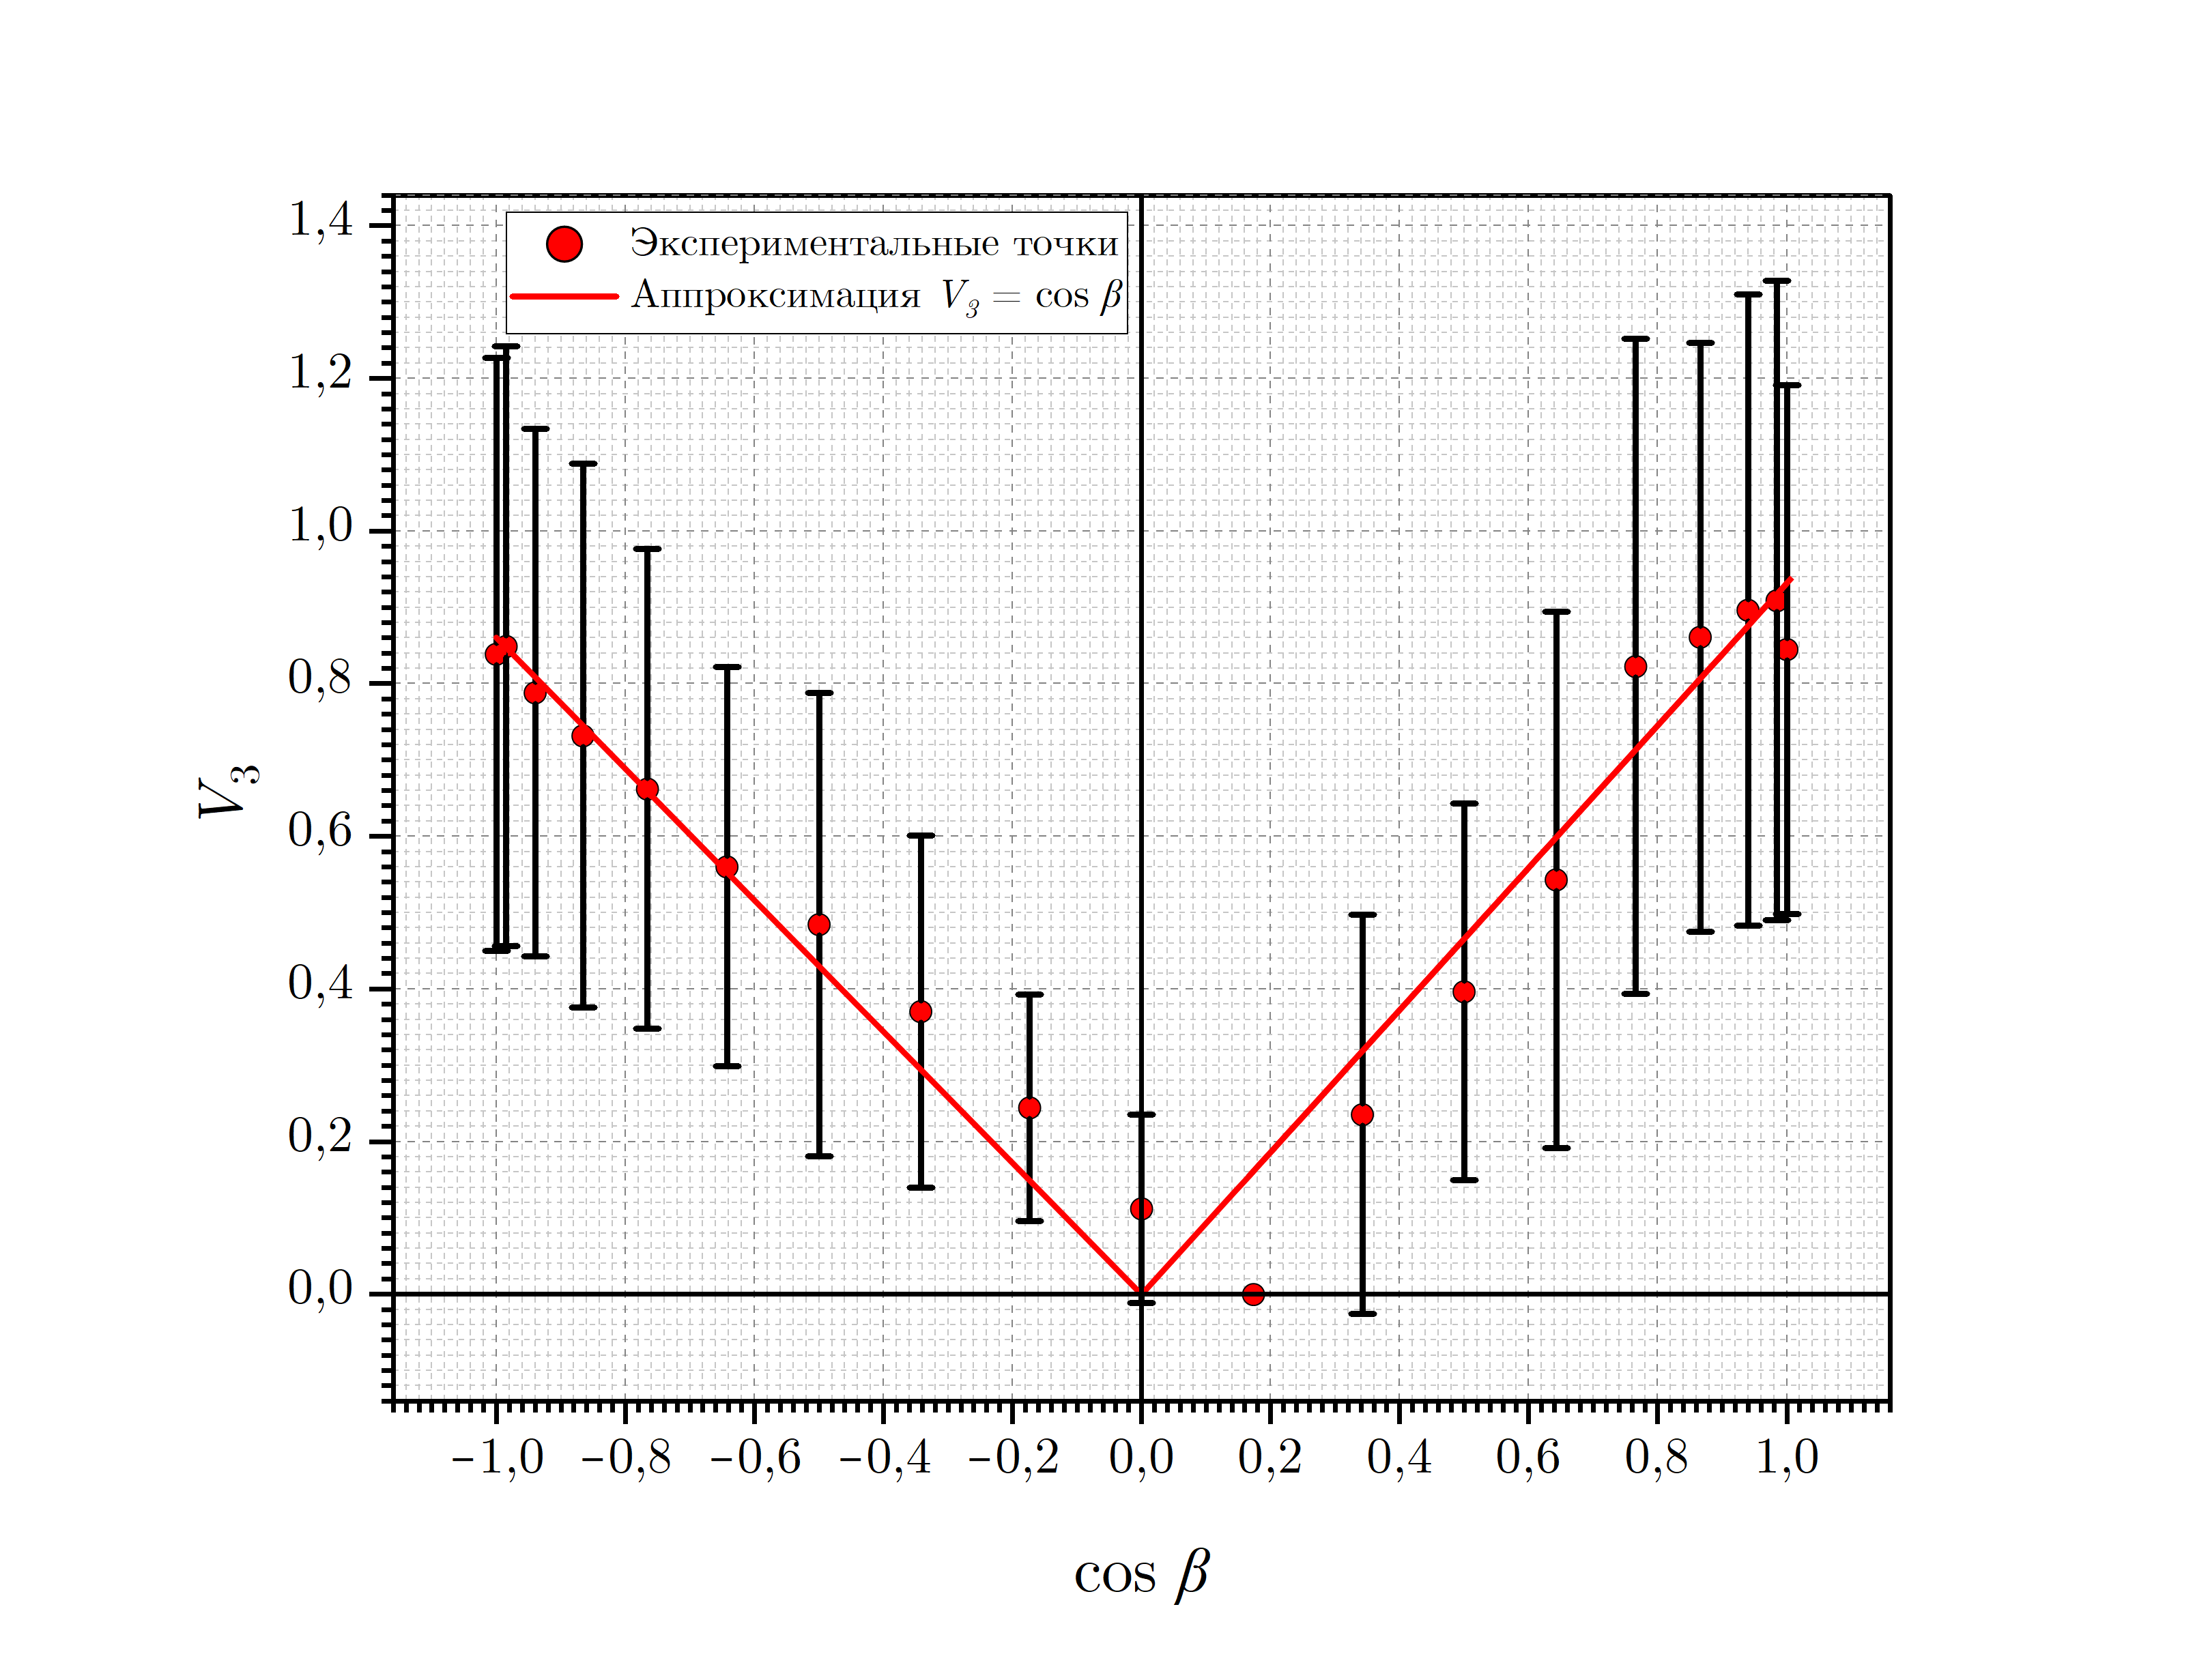 1,4
1,2
1,0
0,8
0,6
0,4
0,2
0,0
V3
Экспериментальные точки
Аппроксимация V3 = cos β
-1,0 -0,8 -0,6 -0,4 -0,2 0,0 0,2 0,4 0,6 0,8 1,0
cos β